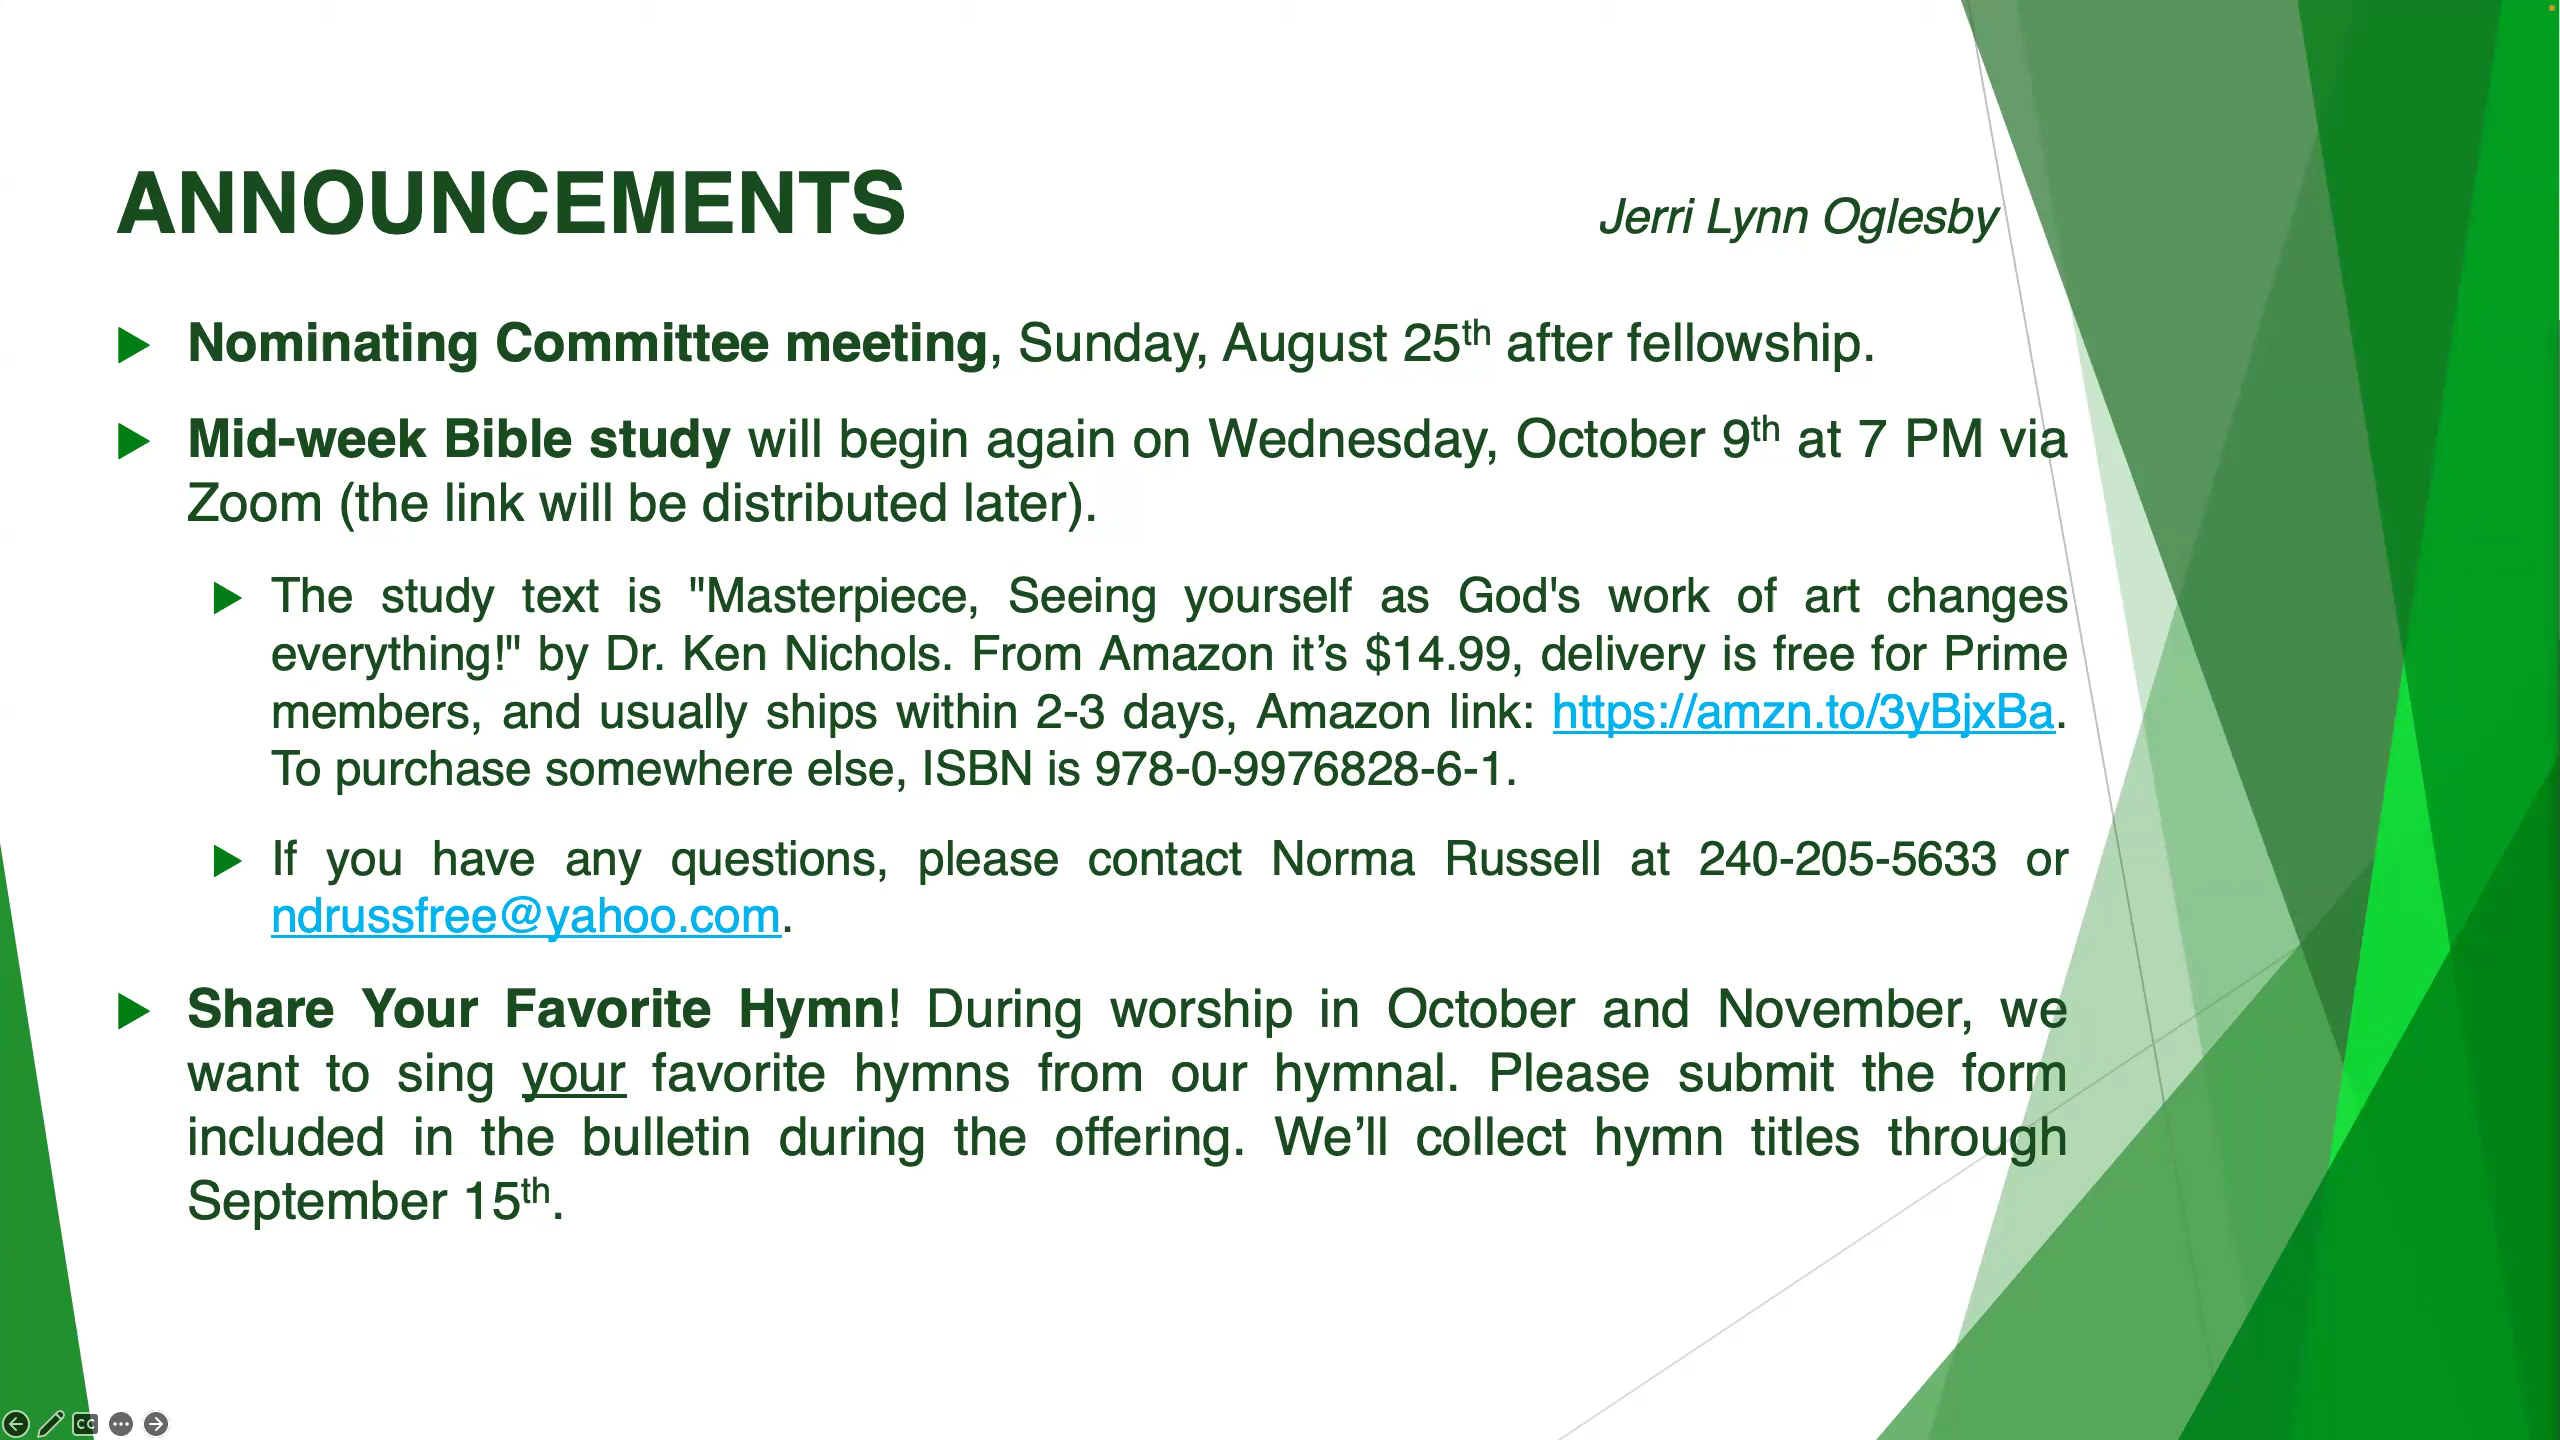 ANNOUNCEMENTS
Jerri Lynn Oglesby
Nominating Committee meeting, Sunday, August 25th after fellowship.
Mid-week Bible study will begin again on Wednesday, October 9th at 7 PM via
Zoom (the link will be distributed later).
The study text is "Masterpiece, Seeing yourself as God's work of art changes
everything!" by Dr. Ken Nichols. From Amazon it’s $14.99, delivery is free for Prime
members, and usually ships within 2-3 days, Amazon link: https://amzn.to/3yBjxBa.
To purchase somewhere else, ISBN is 978-0-9976828-6-1.
If you have any questions, please contact Norma Russell at 240-205-5633 or
ndrussfree@yahoo.com.
Share Your Favorite Hymn! During worship in October and November, we
want to sing your favorite hymns from our hymnal. Please submit the form
included in the bulletin during the offering. We’ll collect hymn titles through
September 15th.
CC